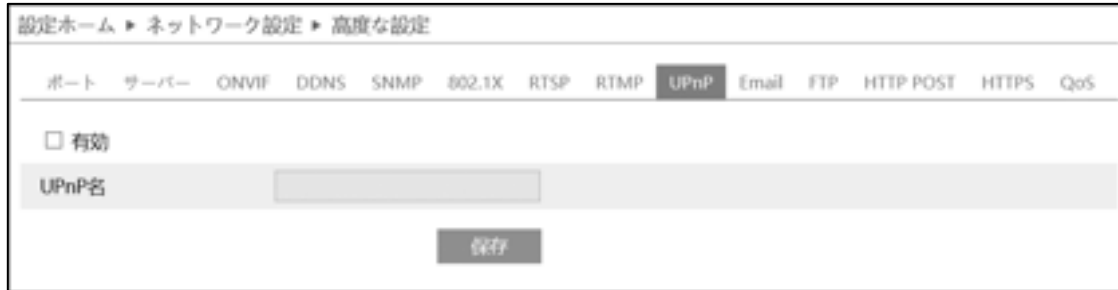 設定ホーム ▶ ネットワーク設定 ▶ 高度な設定
ポート サーバー ONVIF DDNS SNMP 802.1X RTSP RTMP UPnP Email FTP HTTP POST HTTPS QoS
有効
UPnP名
保存